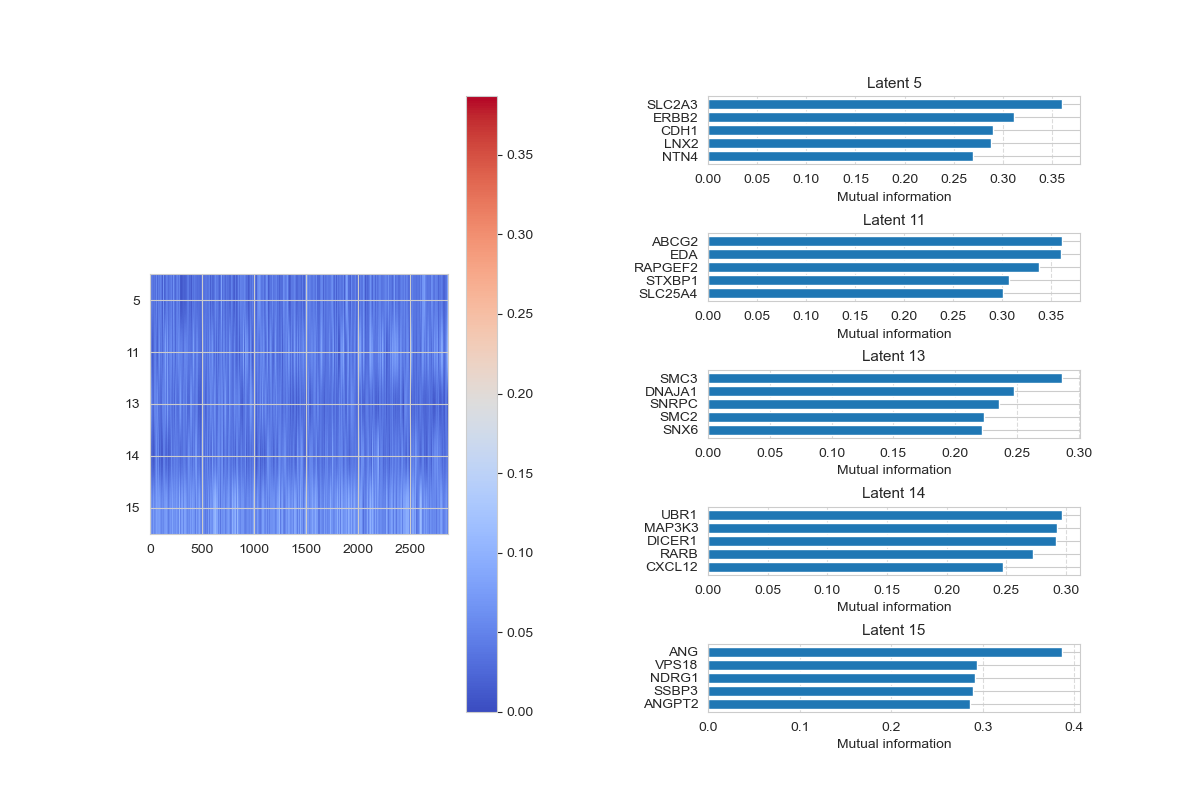 5
11
13
14
15
0 500 1000 1500 2000 2500
0.35
0.30
0.25
0.20
0.15
0.10
0.05
0.00
Latent 5
SLC2A3
ERBB2
CDH1
LNX2
NTN4
0.00 0.05 0.10 0.15 0.20 0.25 0.30 0.35
Mutual information
Latent 11
ABCG2
EDA
RAPGEF2
STXBP1
SLC25A4
0.00 0.05 0.10 0.15 0.20 0.25 0.30 0.35
Mutual information
Latent 13
SMC3
DNAJA1
SNRPC
SMC2
SNX6
0.00 0.05 0.10 0.15 0.20 0.25 0.30
Mutual information
Latent 14
UBR1
MAP3K3
DICER1
RARB
CXCL12
0.00 0.05 0.10 0.15 0.20 0.25 0.30
Mutual information
Latent 15
ANG
VPS18
NDRG1
SSBP3
ANGPT2
0.0 0.1 0.2 0.3 0.4
Mutual information